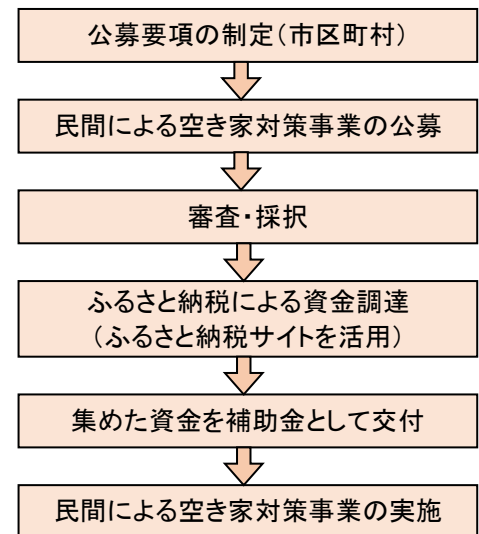 公募要項の制定（市区町村）
民間による空き家対策事業の公募
審査・採択
ふるさと納税による資金調達
（ふるさと納税サイトを活用）
集めた資金を補助金として交付
民間による空き家対策事業の実施